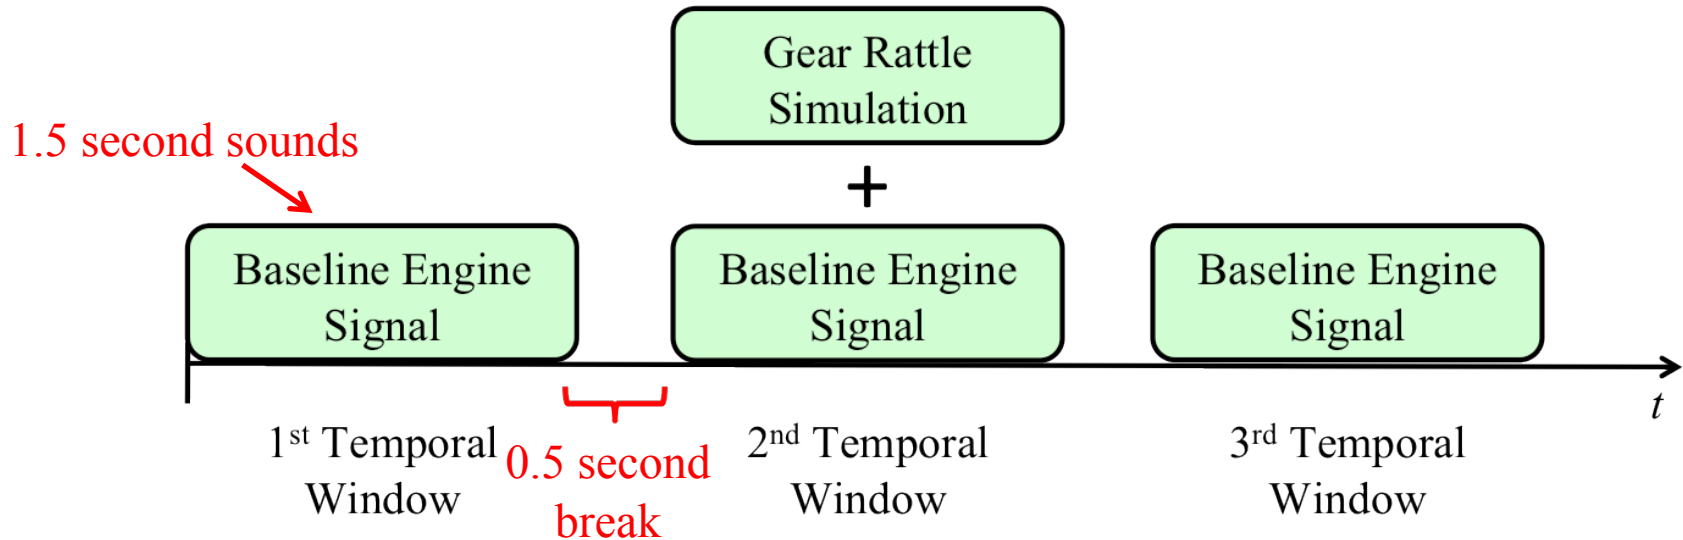 Gear Rattle
Simulation
1.5 second sounds
+
Baseline Engine
Signal
Baseline Engine
Signal
Baseline Engine
Signal
t
1st Temporal
Window
0.5 second
break
2nd Temporal
Window
3rd Temporal
Window